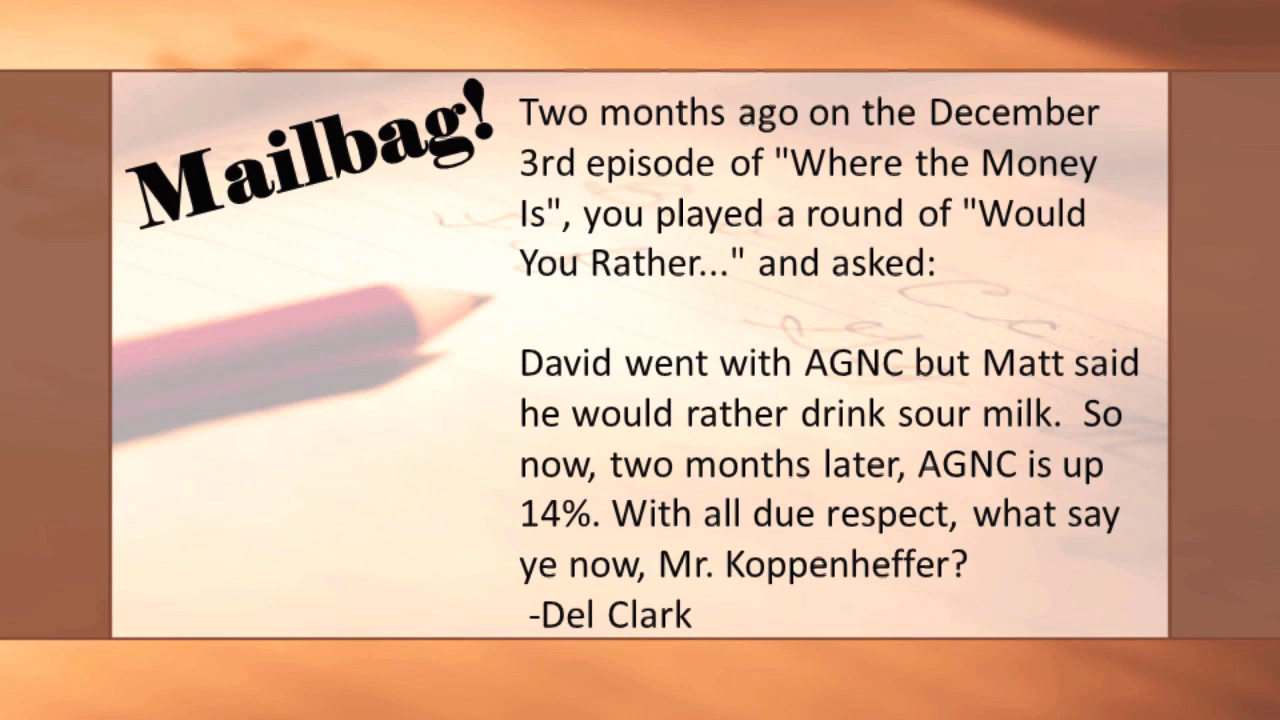 Mailbag!
Two months ago on the December
3rd episode of "Where the Money
Is", you played a round of "Would
You Rather..." and asked:
David went with AGNC but Matt said
he would rather drink sour milk.  So
now, two months later, AGNC is up
14%. With all due respect, what say
ye now, Mr. Koppenheffer?
-Del Clark